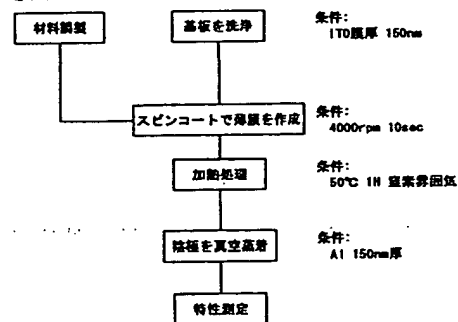 材料調製
基板を洗浄
条件:
ITO膜厚 150nm
スピンコートで薄膜を作成
条件:
4000rpm 10sec
加熱処理
条件:
50℃ 1H 窒素雰囲気
陰極を真空蒸着
条件:
Al 150nm厚
特性測定